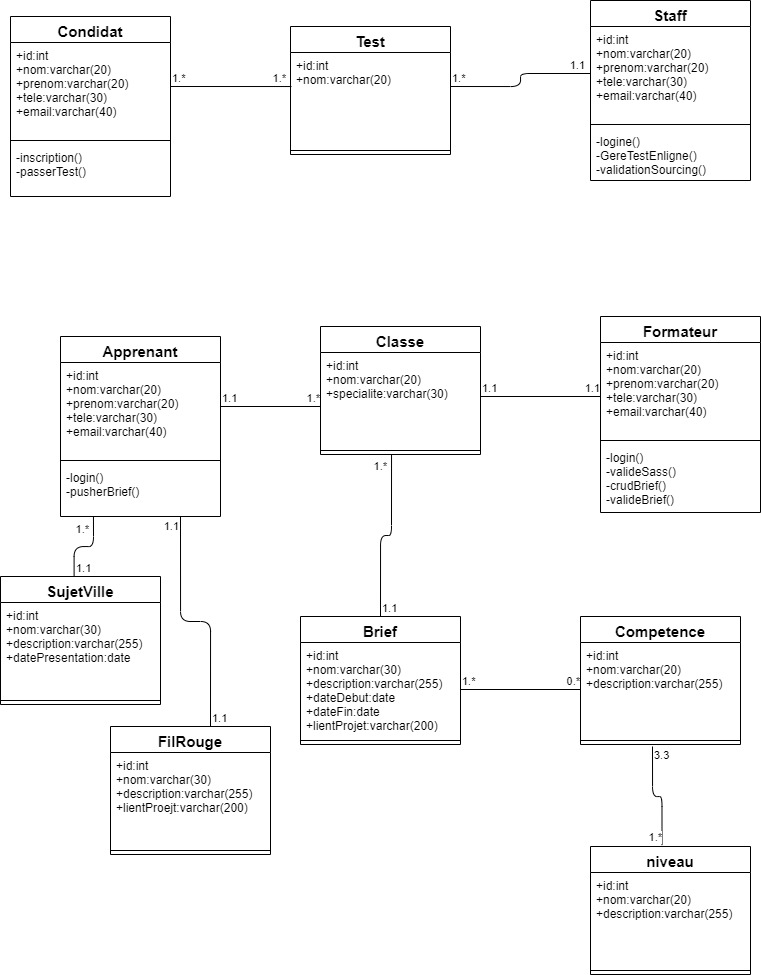 Condidat
+id:int
+nom:varchar(20)
+prenom:varchar(20)
+tele:varchar(30)
+email:varchar(40)
-inscription()
-passerTest()
1.*
1.*
Test
+id:int
+nom:varchar(20)
1.*
1.1
Staff
+id:int
+nom:varchar(20)
+prenom:varchar(20)
+tele:varchar(30)
+email:varchar(40)
-logine()
-GereTestEnligne()
-validationSourcing()
Apprenant
+id:int
+nom:varchar(20)
+prenom:varchar(20)
+tele:varchar(30)
+email:varchar(40)
-login()
-pusherBrief()
1.1
1.*
Classe
+id:int
+nom:varchar(20)
+specialite:varchar(30)
1.1
1.1
Formateur
+id:int
+nom:varchar(20)
+prenom:varchar(20)
+tele:varchar(30)
+email:varchar(40)
-login()
-valideSass()
-crudBrief()
-valideBrief()
1.*
1.1
1.*
1.1
SujetVille
+id:int
+nom:varchar(30)
+description:varchar(255)
+datePresentation:date
1.1
FilRouge
+id:int
+nom:varchar(30)
+description:varchar(255)
+lientProejt:varchar(200)
1.1
Brief
+id:int
+nom:varchar(30)
+description:varchar(255)
+dateDebut:date
+dateFin:date
+lientProjet:varchar(200)
1.*
0.*
Competence
+id:int
+nom:varchar(20)
+description:varchar(255)
3.3
1.*
niveau
+id:int
+nom:varchar(20)
+description:varchar(255)